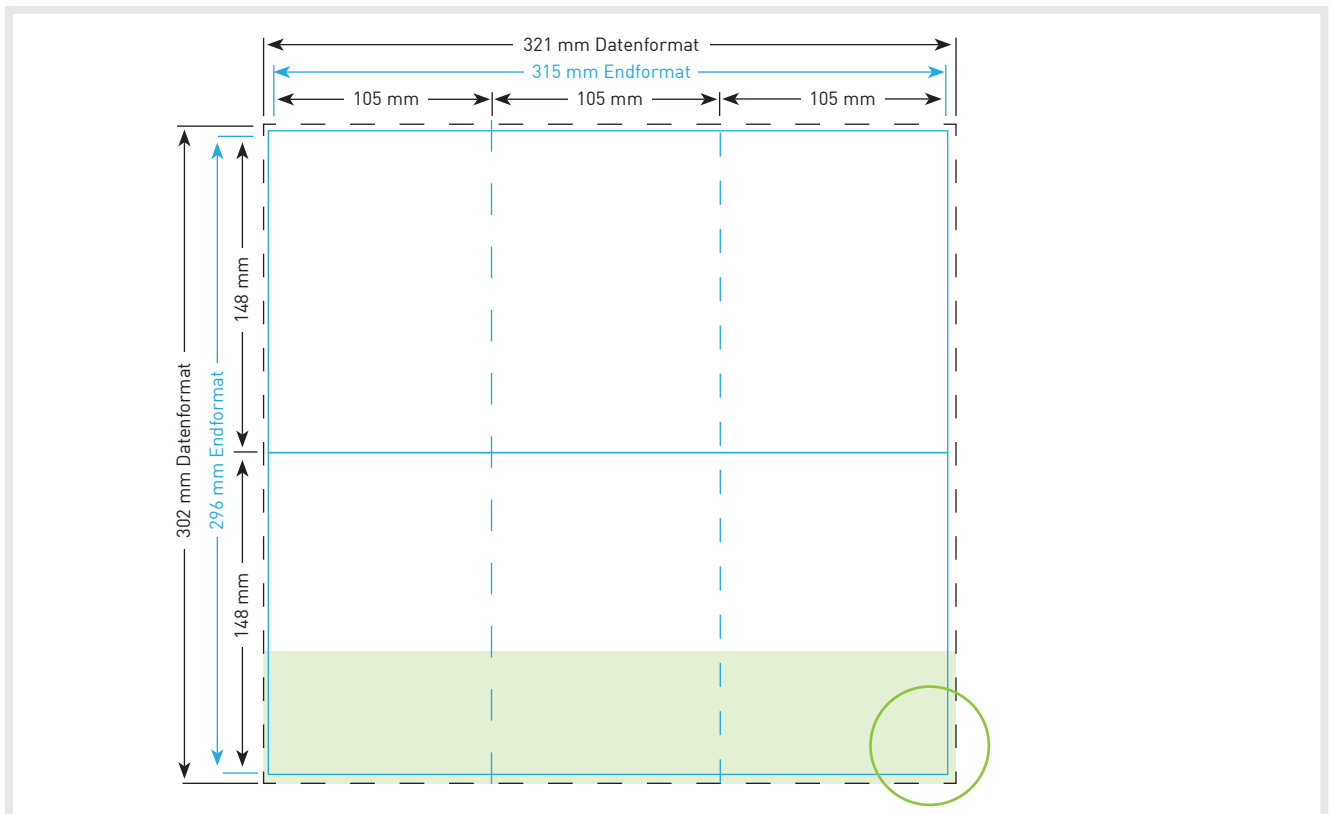 321 mm Datenformat
315 mm Endformat
105 mm
105 mm
105 mm
302 mm Datenformat
296 mm Endformat
148 mm
148 mm